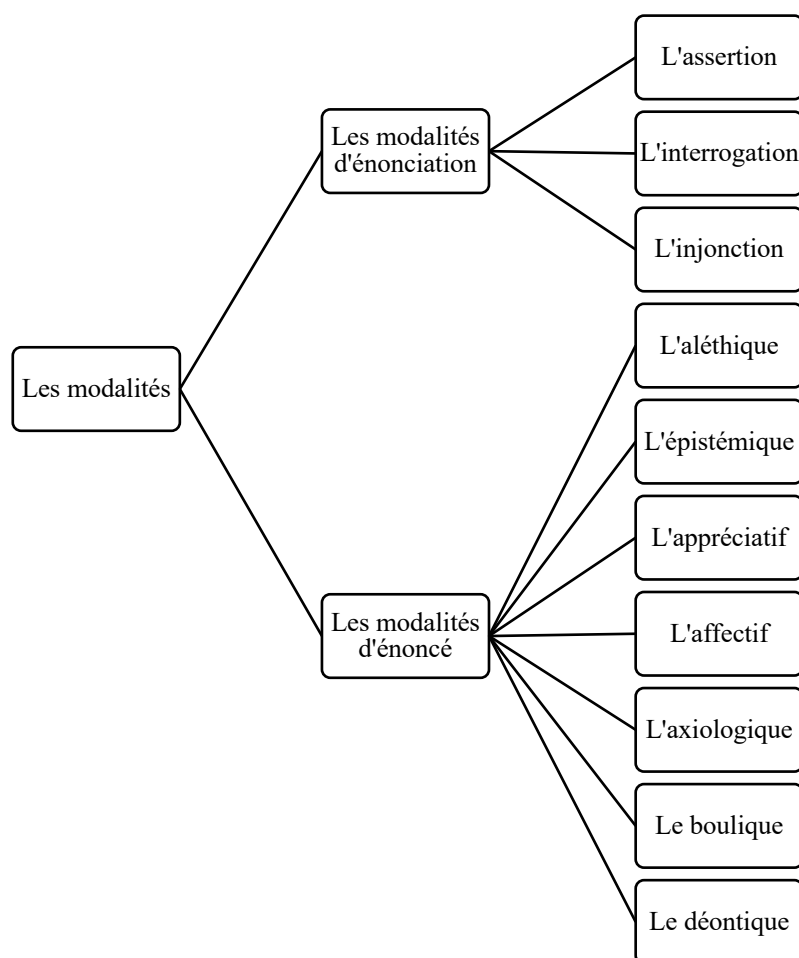 Les modalités
Les modalités
d'énonciation
L'assertion
L'interrogation
L'injonction
Les modalités
d'énoncé
L'aléthique
L'épistémique
L'appréciatif
L'affectif
L'axiologique
Le boulique
Le déontique